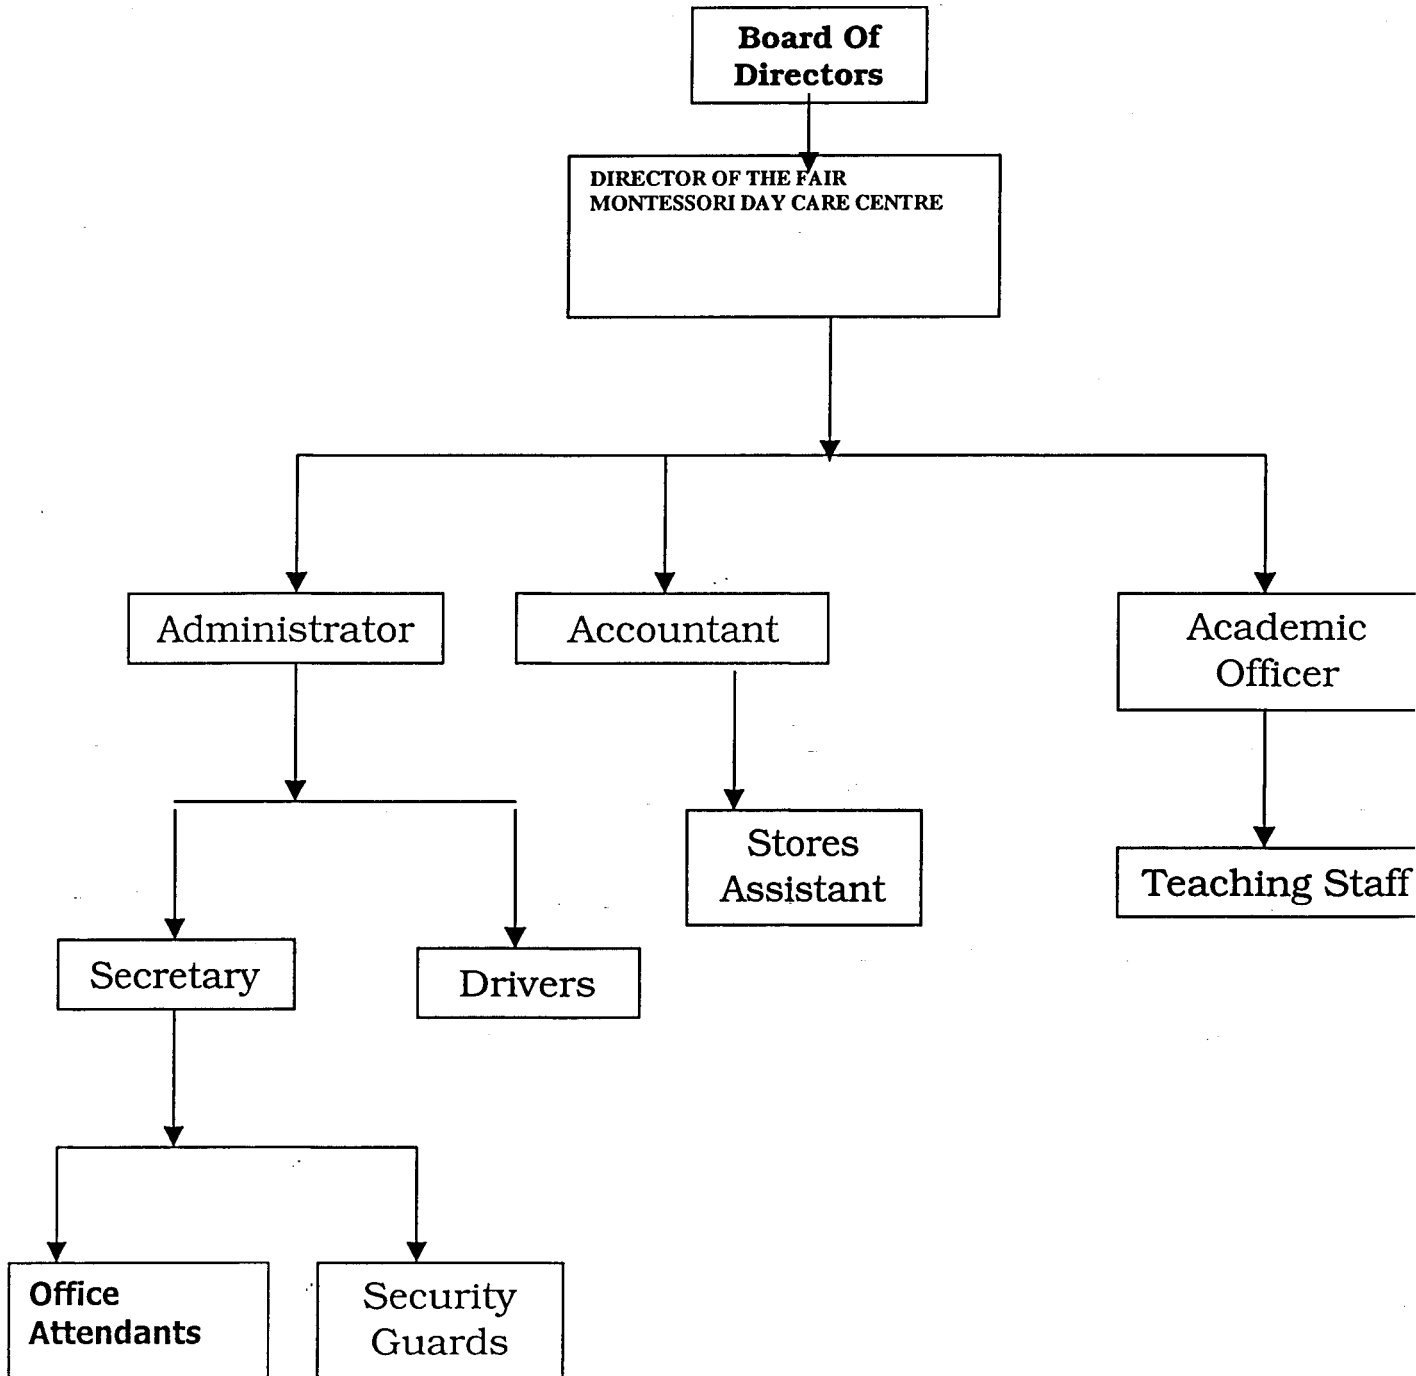 Board Of
Directors
DIRECTOR OF THE FAIR
MONTESSORI DAY CARE CENTRE
Administrator
Accountant
Academic
Officer
Stores
Assistant
Teaching Staff
Secretary
Drivers
Office
Attendants
Security
Guards